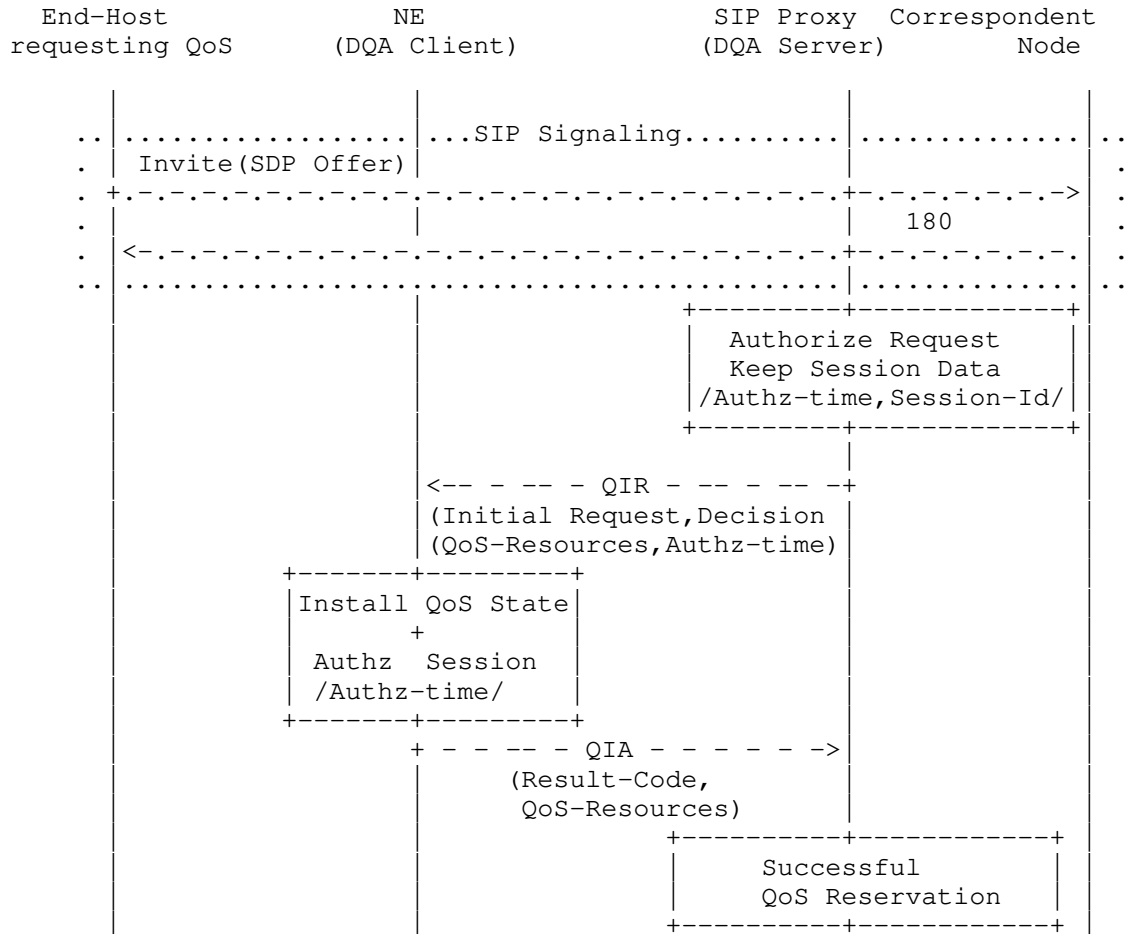 End-Host NE SIP Proxy Correspondent
requesting QoS (DQA Client) (DQA Server) Node
SIP Signaling
Invite(SDP Offer)
180
Authorize Request
Keep Session Data
/Authz-time,Session-Id/
QIR
(Initial Request,Decision
(QoS-Resources,Authz-time)
Install QoS State
+
Authz Session
/Authz-time/
QIA
(Result-Code,
QoS-Resources)
Successful
QoS Reservation